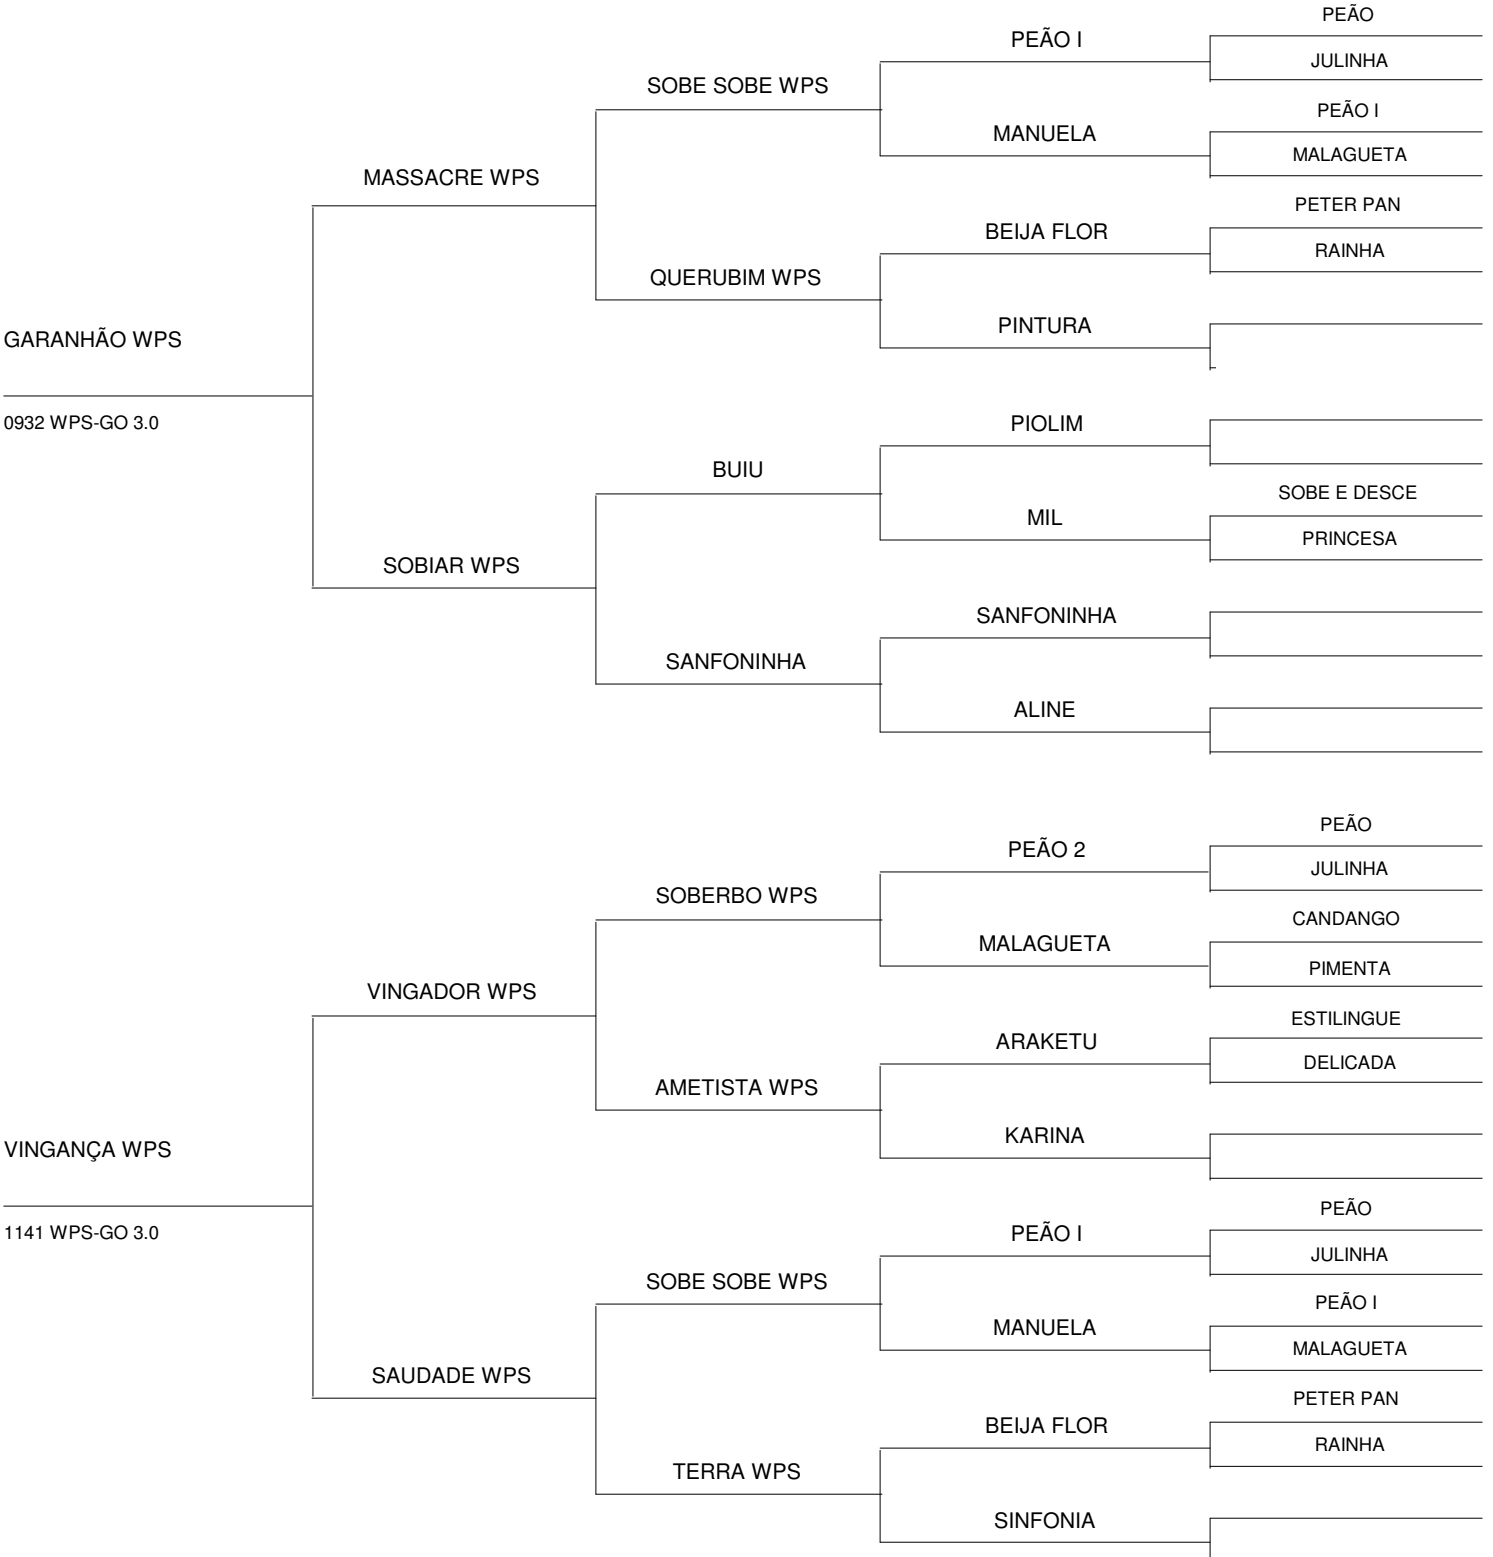 PEÃO
PEÃO I
JULINHA
SOBE SOBE WPS
PEÃO I
MANUELA
MALAGUETA
MASSACRE WPS
PETER PAN
BEIJA FLOR
RAINHA
QUERUBIM WPS
PINTURA
GARANHÃO WPS
0932 WPS-GO 3.0
PIOLIM
BUIU
SOBE E DESCE
MIL
PRINCESA
SOBIAR WPS
SANFONINHA
SANFONINHA
ALINE
PEÃO
PEÃO 2
JULINHA
SOBERBO WPS
CANDANGO
MALAGUETA
PIMENTA
VINGADOR WPS
ESTILINGUE
ARAKETU
DELICADA
AMETISTA WPS
KARINA
VINGANÇA WPS
1141 WPS-GO 3.0
PEÃO
PEÃO I
JULINHA
SOBE SOBE WPS
PEÃO I
MANUELA
MALAGUETA
SAUDADE WPS
PETER PAN
BEIJA FLOR
RAINHA
TERRA WPS
SINFONIA